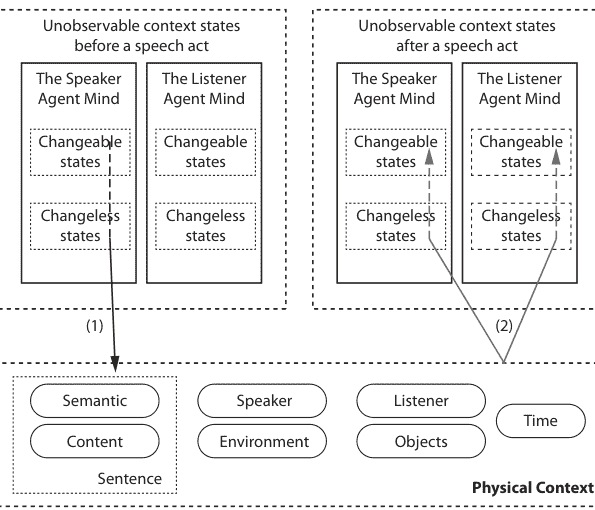 Unobservable context states
before a speech act
The Speaker
Agent Mind
The Listener
Agent Mind
Changeable
states
Changeable
states
Changeless
states
Changeless
states
Unobservable context states
after a speech act
The Speaker
Agent Mind
The Listener
Agent Mind
Changeable
states
Changeable
states
Changeless
states
Changeless
states
(1)
(2)
Semantic
Content
Sentence
Speaker
Environment
Listener
Objects
Time
Physical Context